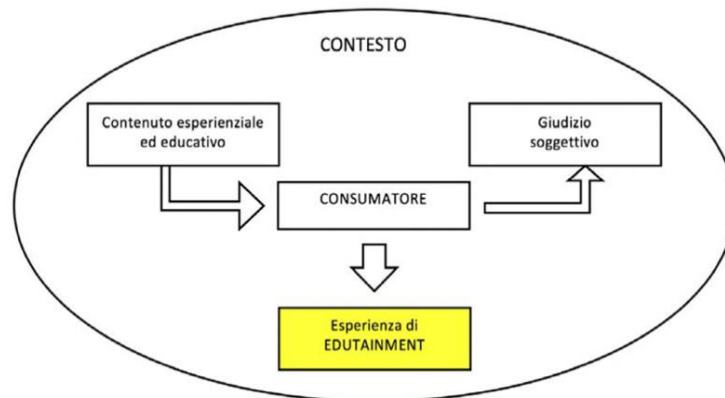 CONTESTO
Contenuto esperienziale
ed educativo
Giudizio
soggettivo
CONSUMATORE
Esperienza di
EDUTAINMENT